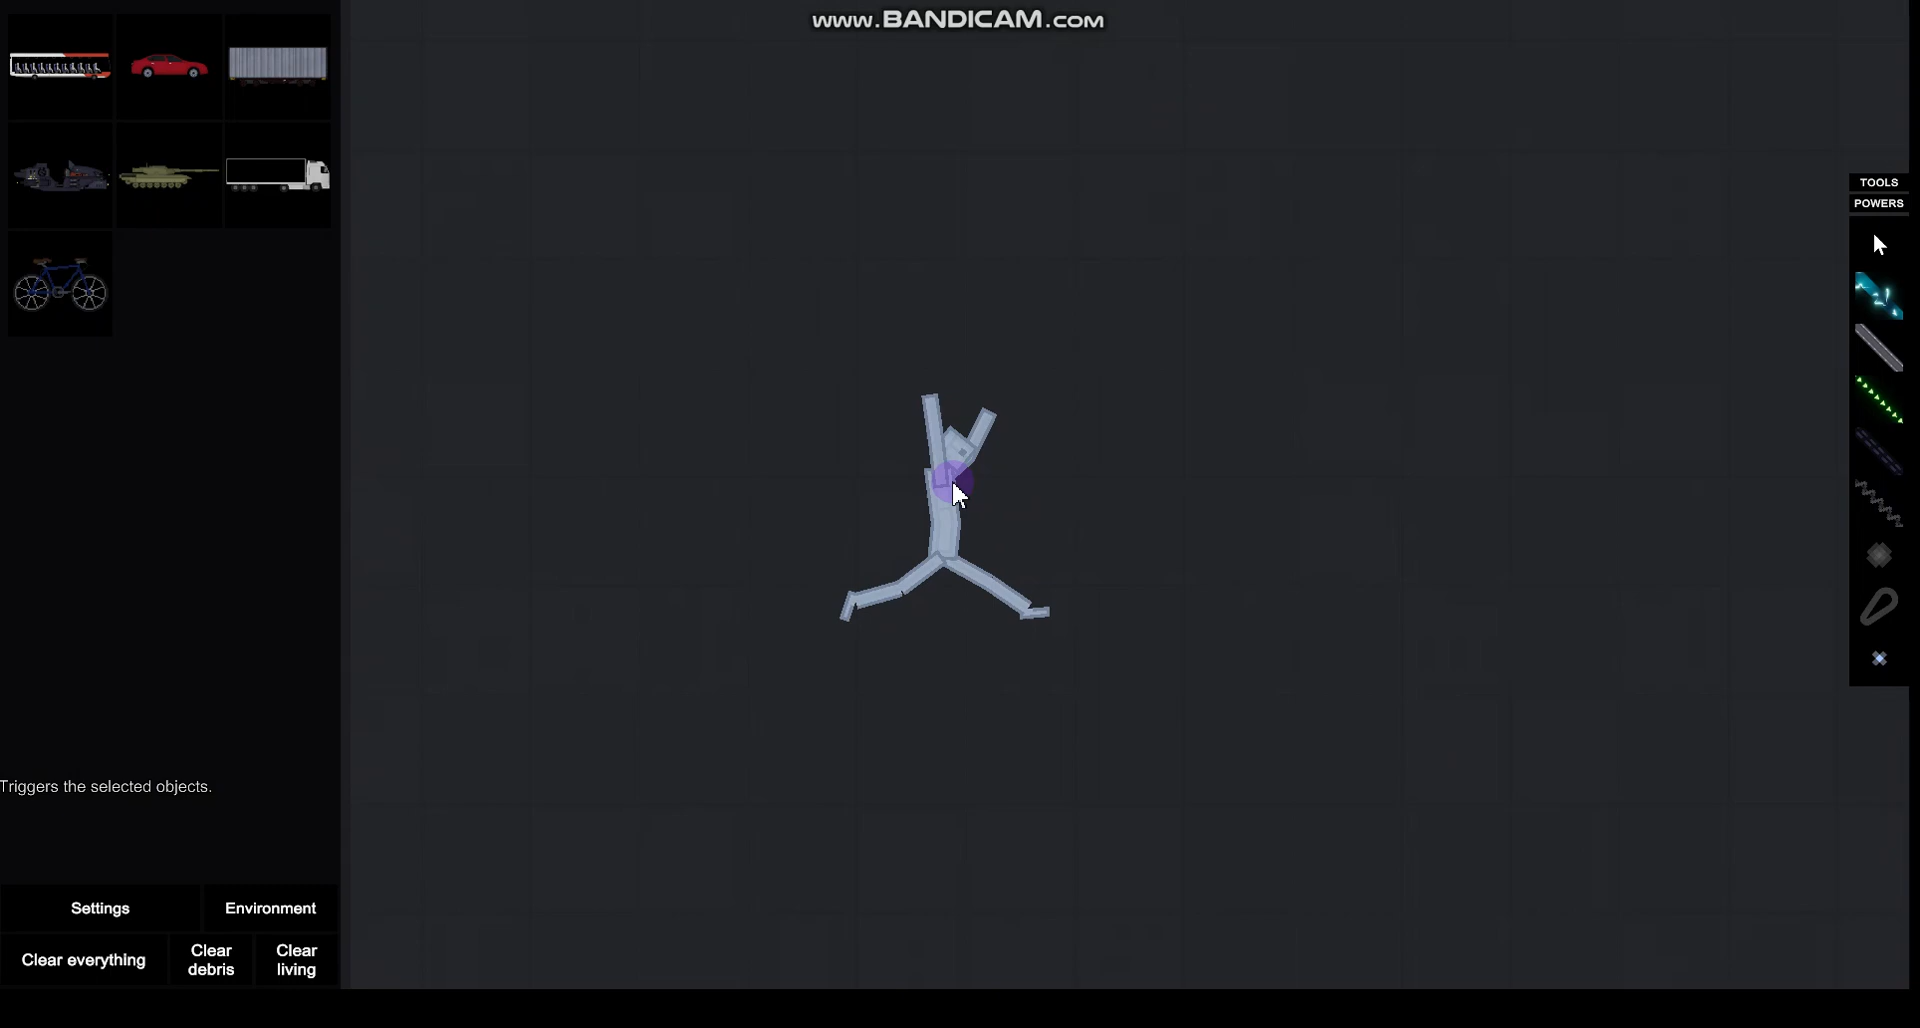 www.BANDICAM.com
TOOLS
POWERS
Triggers the selected objects.
Settings
Environment
Clear everything
Clear
debris
Clear
living